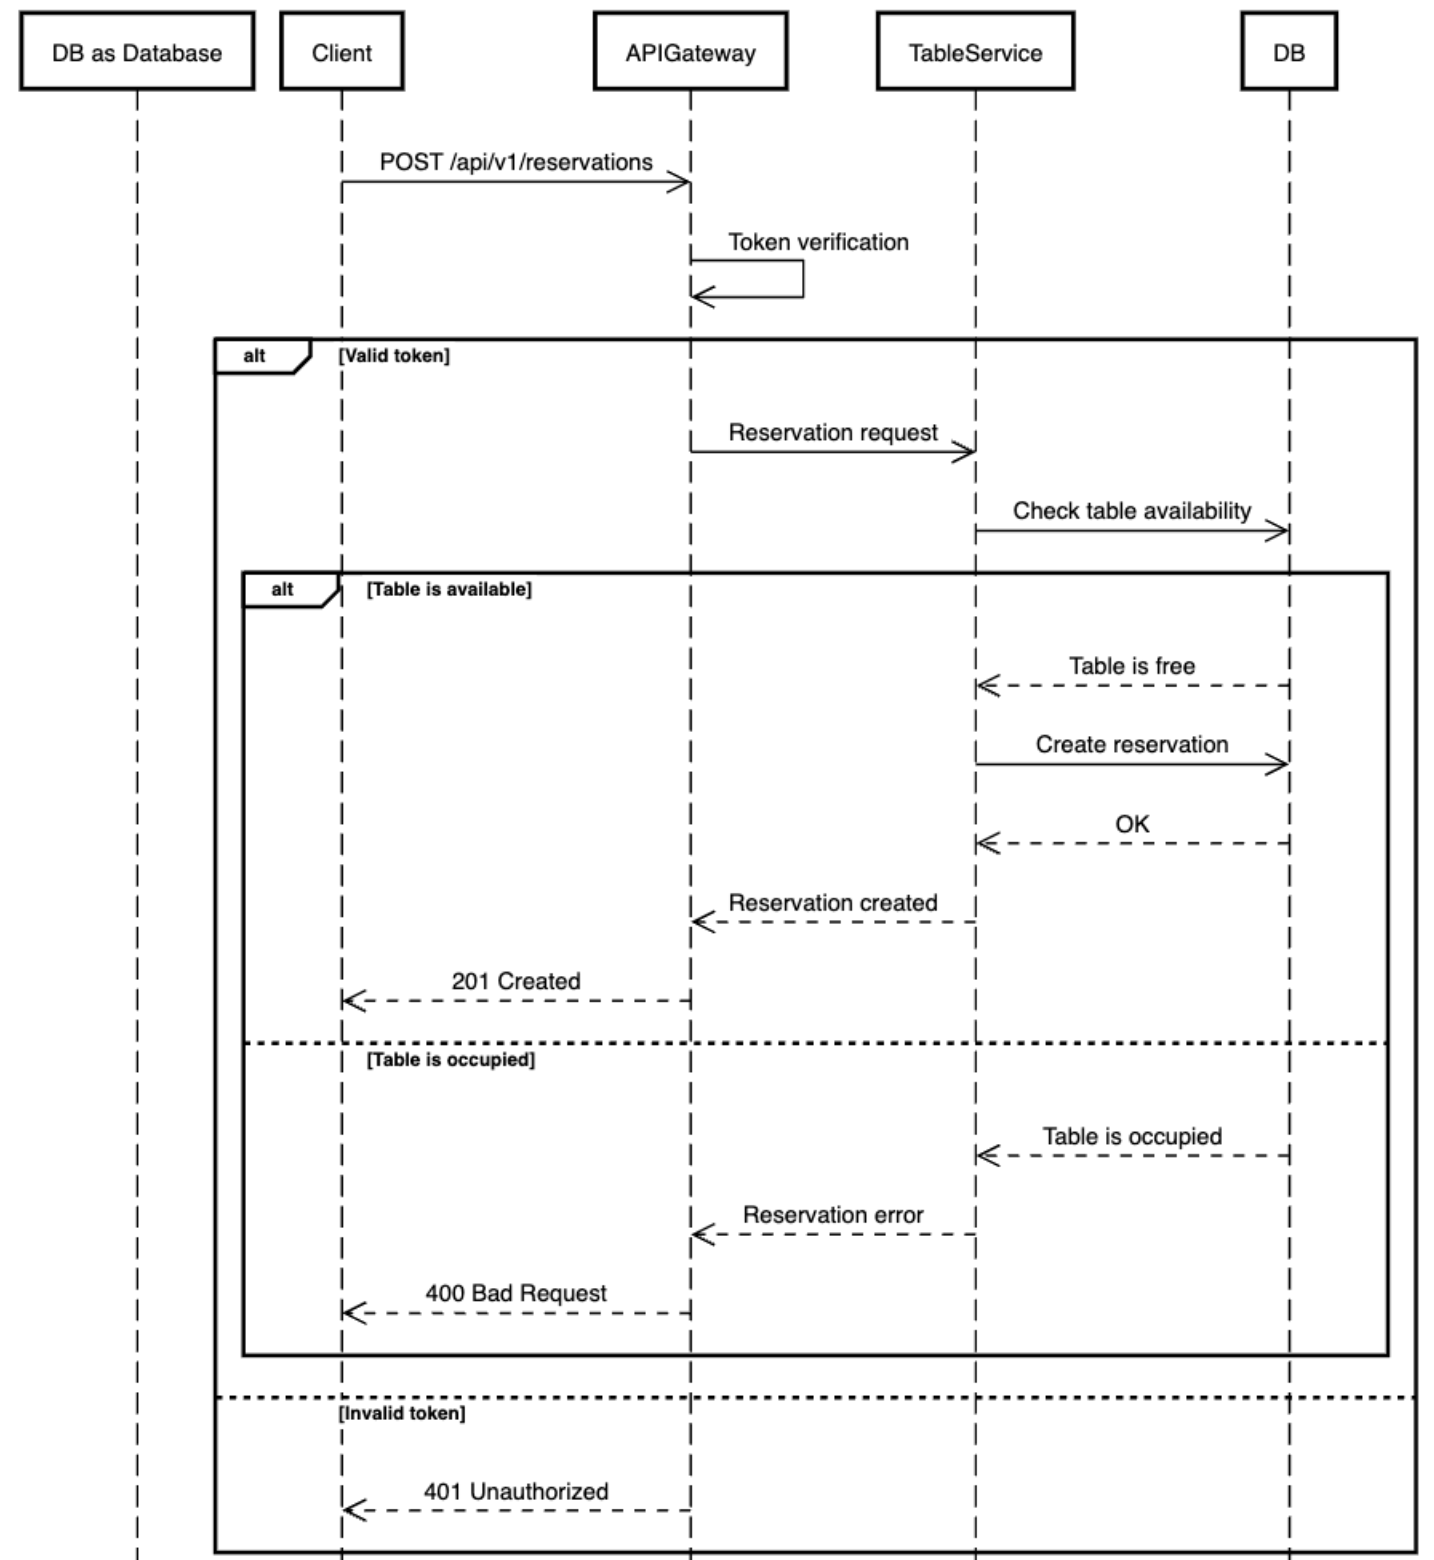 DB as Database
Client
APIGateway
TableService
DB
POST /api/v1/reservations
Token verification
alt
[Valid token]
Reservation request
Check table availability
alt
[Table is available]
Table is free
Create reservation
OK
Reservation created
201 Created
[Table is occupied]
Table is occupied
Reservation error
400 Bad Request
[Invalid token]
401 Unauthorized